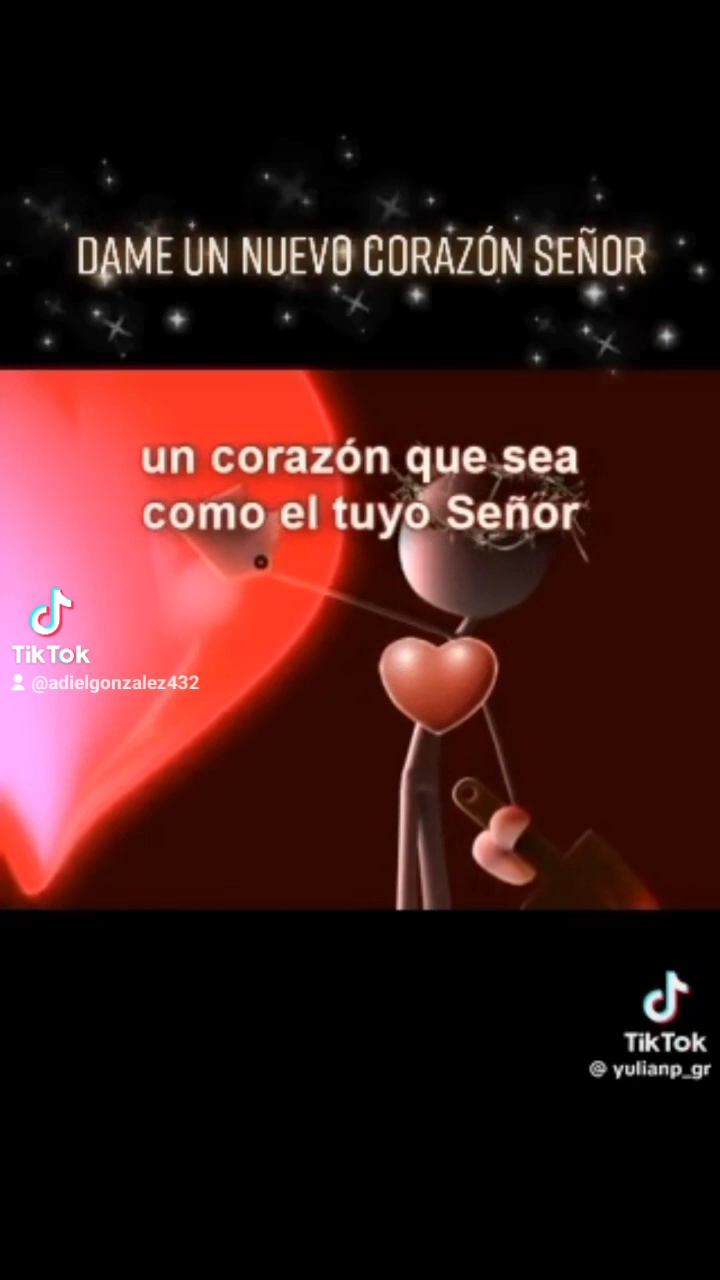 DAME UN NUEVO CORAZÓN SEÑOR
un corazón que sea
como el tuyo Señor
TikTok
@adielgonzalez432
TikTok
@ yulianp_gr